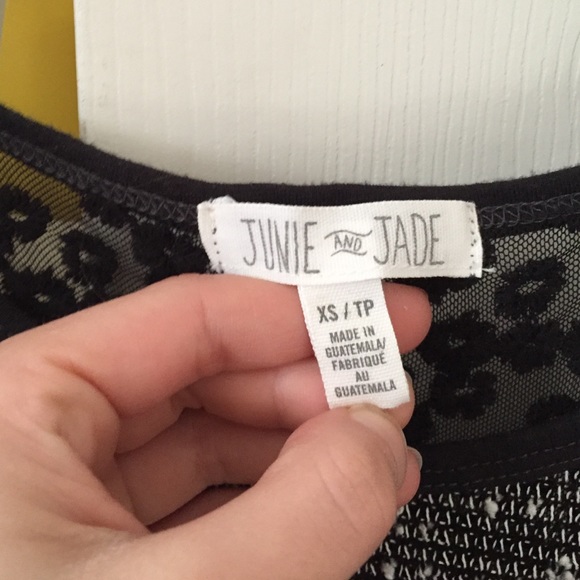 JUNIE AND JADE
XS / TP
MADE IN
GUATEMALA/
FABRIQUÉ
AU
GUATEMALA